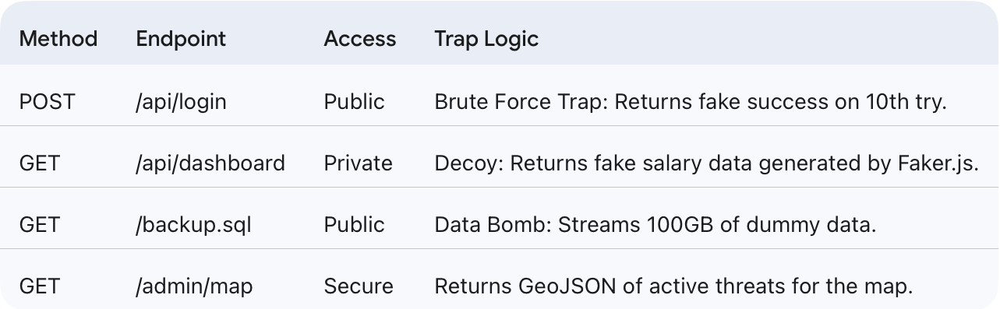 Method Endpoint Access Trap Logic
POST /api/login Public Brute Force Trap: Returns fake success on 10th try.
GET /api/dashboard Private Decoy: Returns fake salary data generated by Faker.js.
GET /backup.sql Public Data Bomb: Streams 100GB of dummy data.
GET /admin/map Secure Returns GeoJSON of active threats for the map.